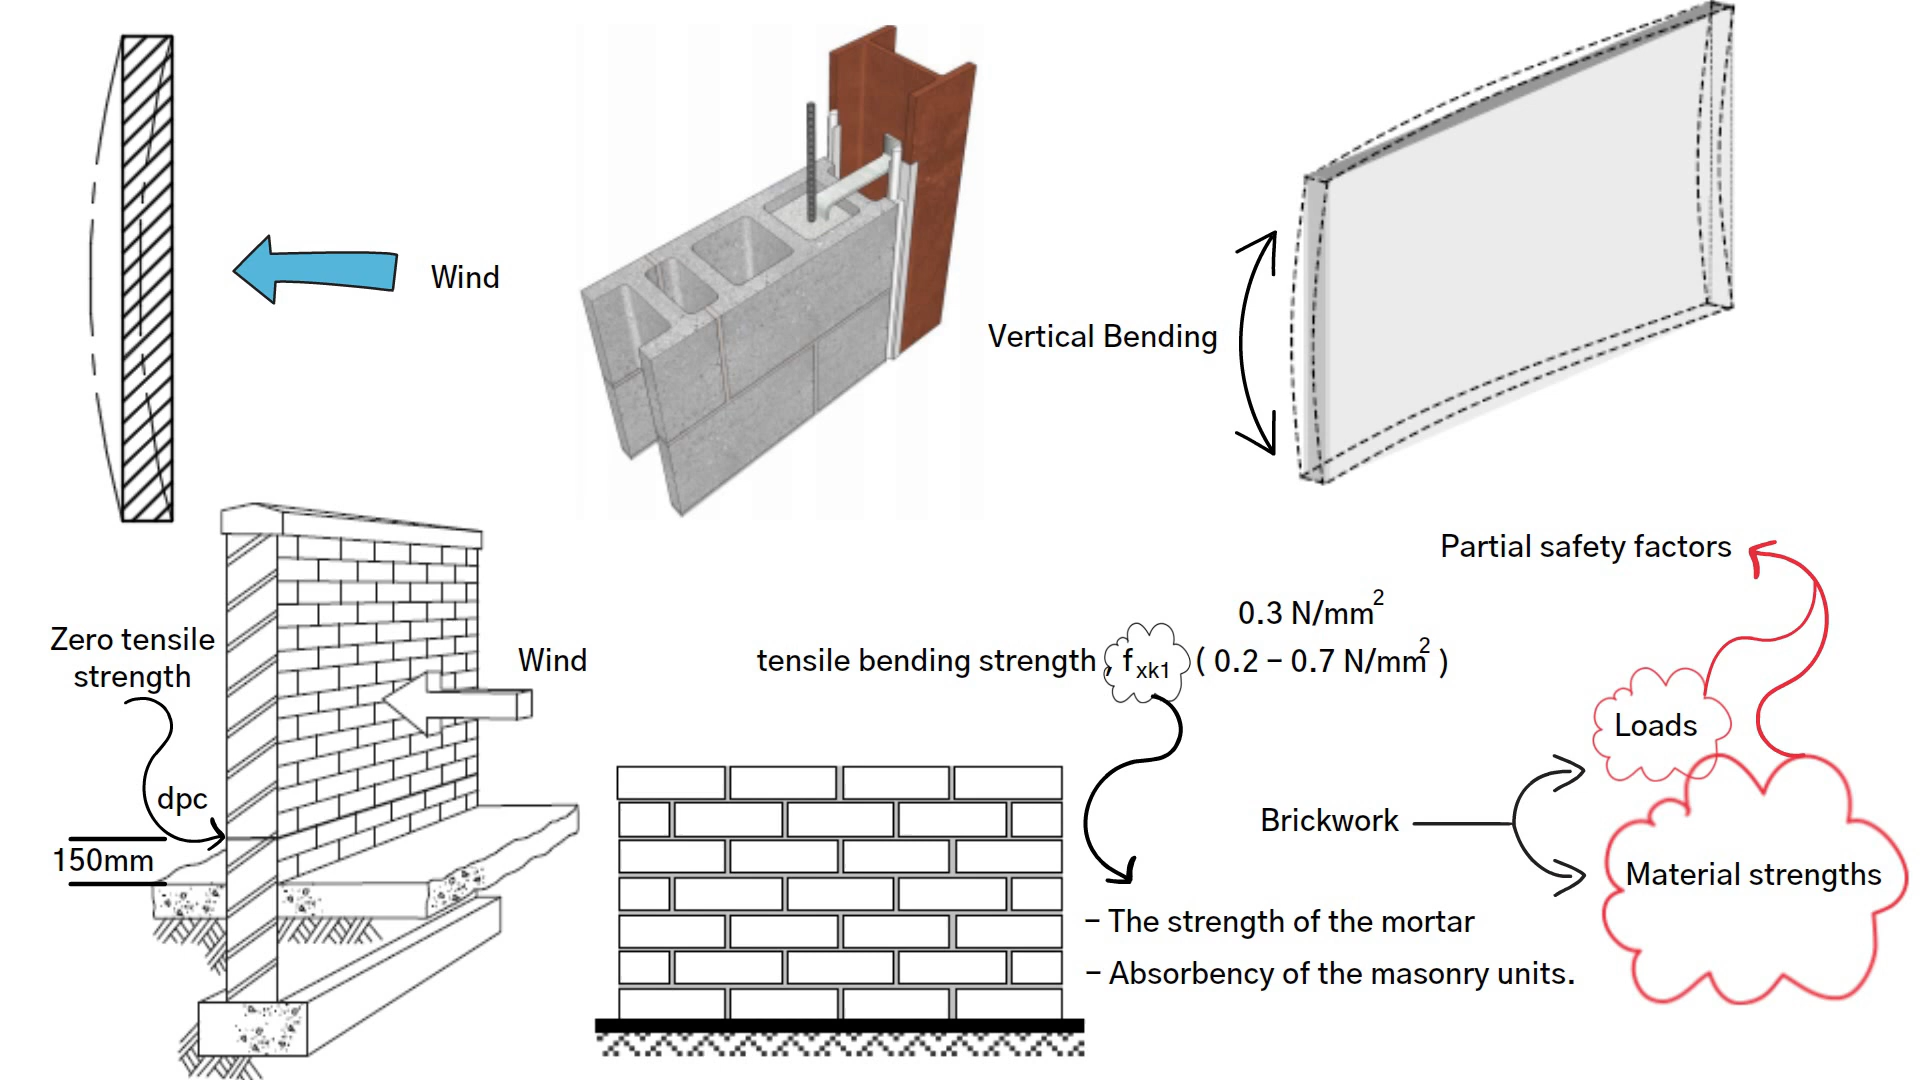 Wind
Vertical Bending
Zero tensile
strength
dpc
150mm
Wind
0.3 N/mm²
tensile bending strength, fxk1 ( 0.2 – 0.7 N/mm² )
– The strength of the mortar
– Absorbency of the masonry units.
Partial safety factors
Loads
Brickwork
Material strengths